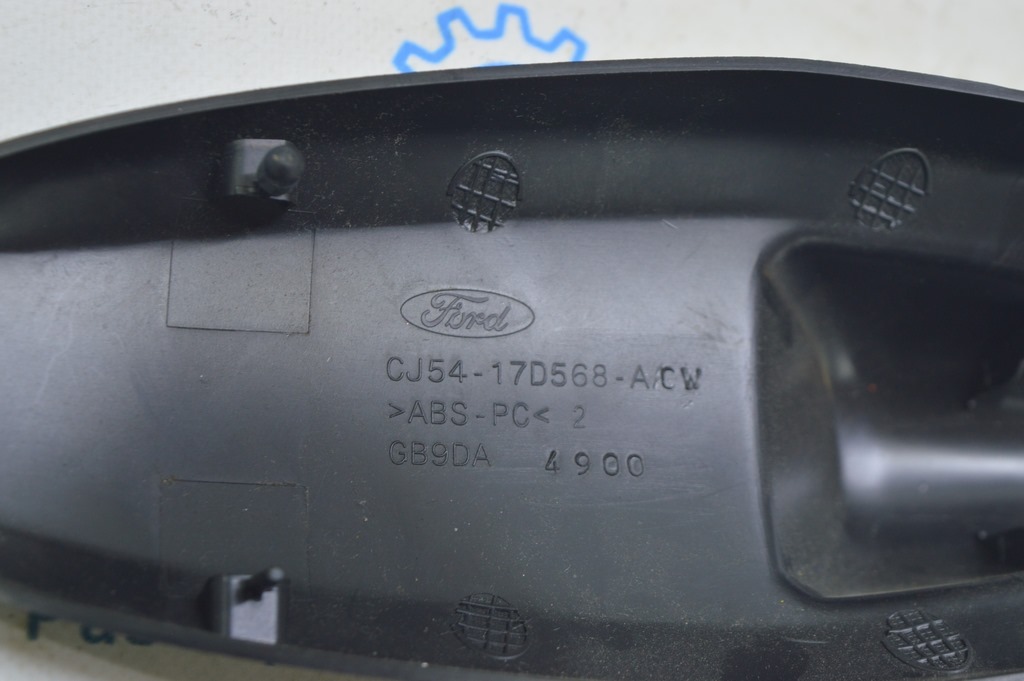 Ford
CJ54-17D568-A/CW
>ABS-PC< 2
GB9DA 4900